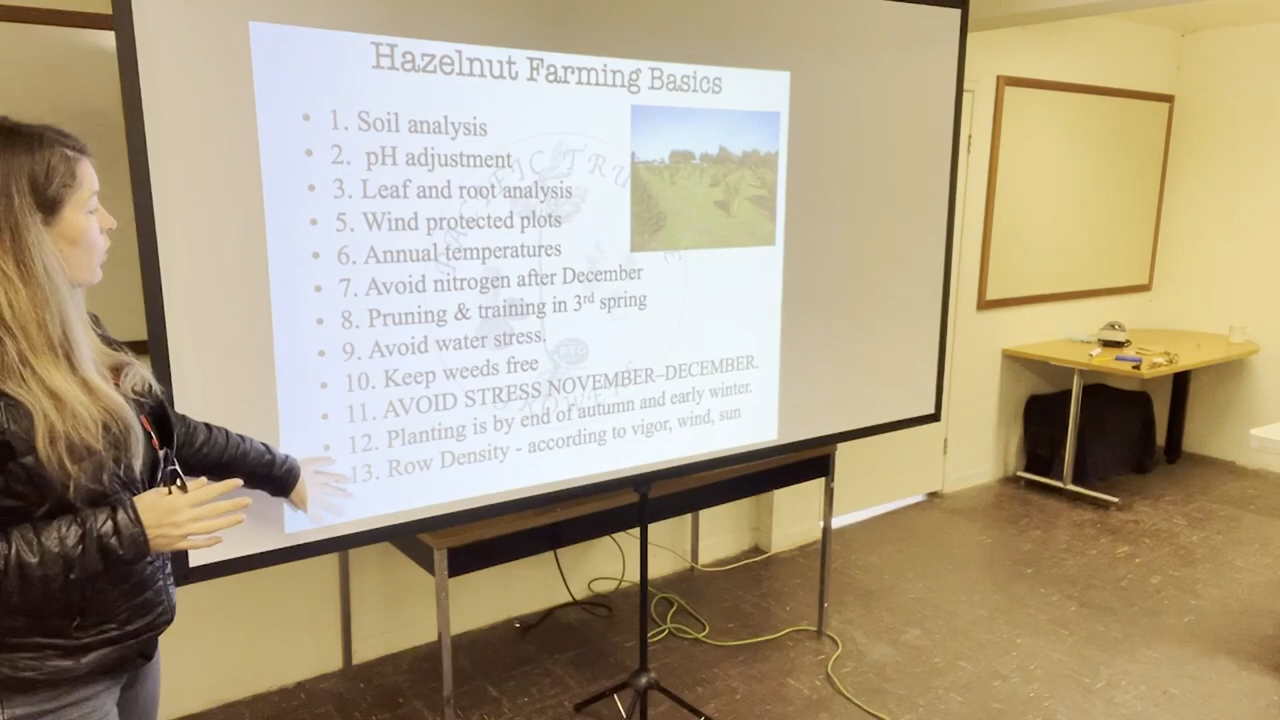 Hazelnut Farming Basics
• 1. Soil analysis
• 2. pH adjustment
• 3. Leaf and root analysis
• 5. Wind protected plots
• 6. Annual temperatures
• 7. Avoid nitrogen after December
• 8. Pruning & training in 3rd spring
• 9. Avoid water stress.
• 10. Keep weeds free
• 11. AVOID STRESS NOVEMBER–DECEMBER.
• 12. Planting is by end of autumn and early winter.
13. Row Density - according to vigor, wind, sun
PTG